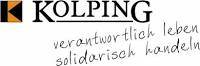 KOLPING
verantwortlich leben
solidarisch handeln